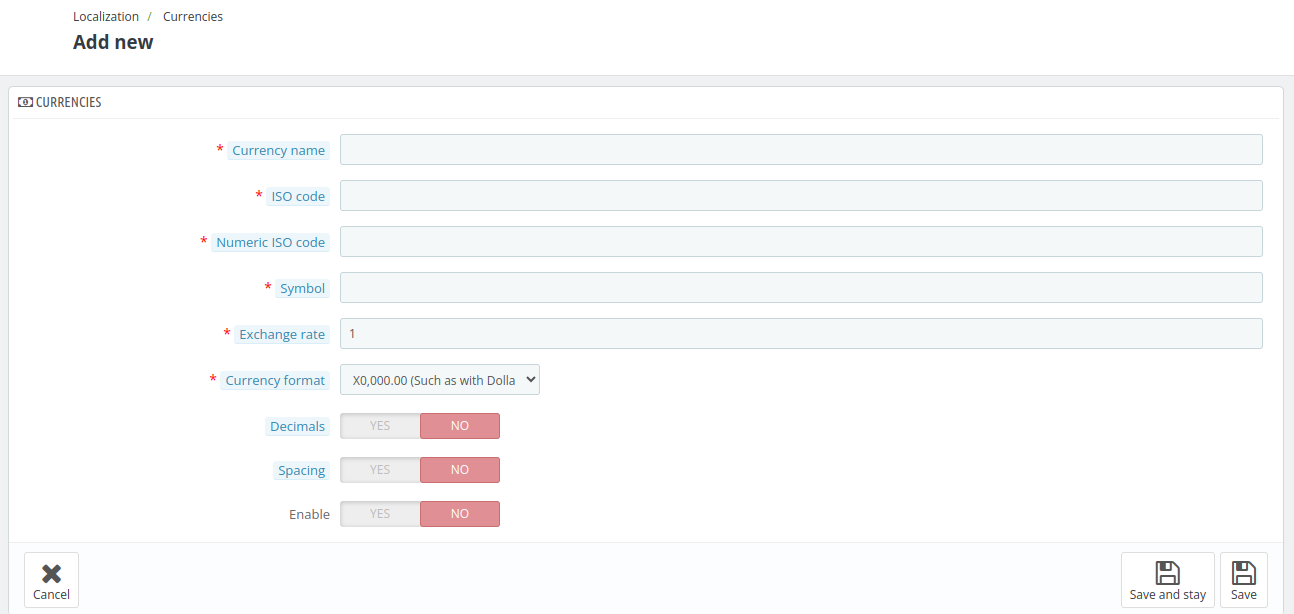 Localization / Currencies
Add new
CURRENCIES
* Currency name
* ISO code
* Numeric ISO code
* Symbol
* Exchange rate 1
* Currency format X0,000.00 (Such as with Dolla
Decimals YES NO
Spacing YES NO
Enable YES NO
Cancel Save and stay Save